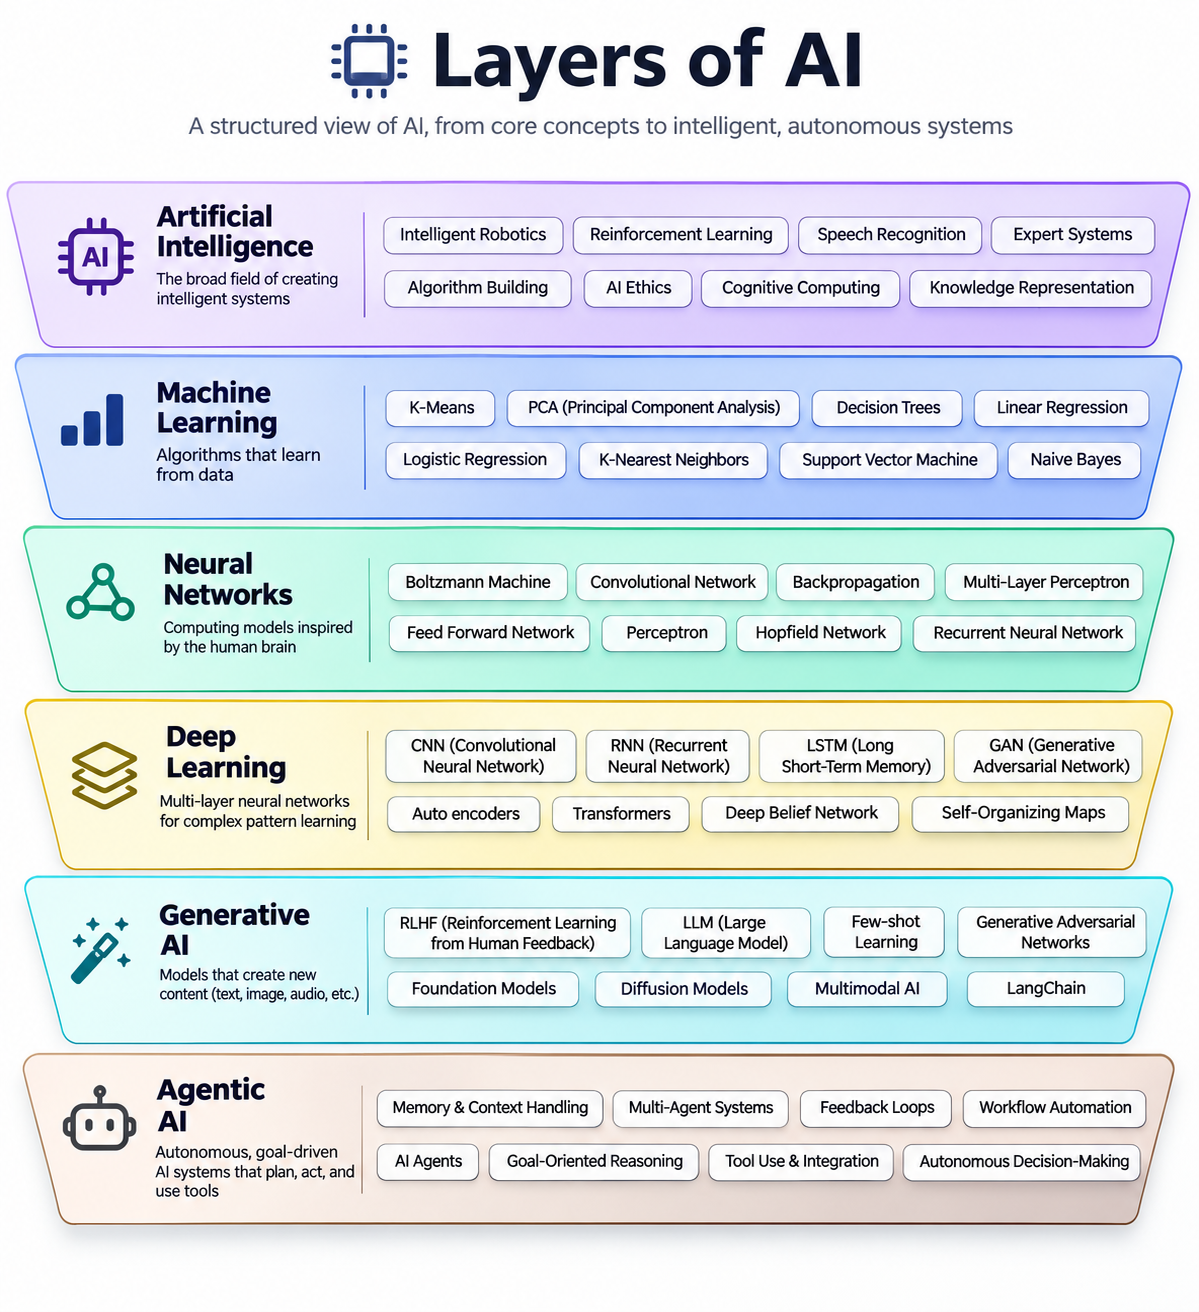 Layers of AI
A structured view of AI, from core concepts to intelligent, autonomous systems
AI
Artificial
Intelligence
The broad field of creating
intelligent systems
Intelligent Robotics
Reinforcement Learning
Speech Recognition
Expert Systems
Algorithm Building
AI Ethics
Cognitive Computing
Knowledge Representation
Machine
Learning
Algorithms that learn
from data
K-Means
PCA (Principal Component Analysis)
Decision Trees
Linear Regression
Logistic Regression
K-Nearest Neighbors
Support Vector Machine
Naive Bayes
Neural
Networks
Computing models inspired
by the human brain
Boltzmann Machine
Convolutional Network
Backpropagation
Multi-Layer Perceptron
Feed Forward Network
Perceptron
Hopfield Network
Recurrent Neural Network
Deep
Learning
Multi-layer neural networks
for complex pattern learning
CNN (Convolutional
Neural Network)
RNN (Recurrent
Neural Network)
LSTM (Long
Short-Term Memory)
GAN (Generative
Adversarial Network)
Auto encoders
Transformers
Deep Belief Network
Self-Organizing Maps
Generative
AI
Models that create new
content (text, image, audio, etc.)
RLHF (Reinforcement Learning
from Human Feedback)
LLM (Large
Language Model)
Few-shot
Learning
Generative Adversarial
Networks
Foundation Models
Diffusion Models
Multimodal AI
LangChain
Agentic
AI
Autonomous, goal-driven
AI systems that plan, act, and
use tools
Memory & Context Handling
Multi-Agent Systems
Feedback Loops
Workflow Automation
AI Agents
Goal-Oriented Reasoning
Tool Use & Integration
Autonomous Decision-Making